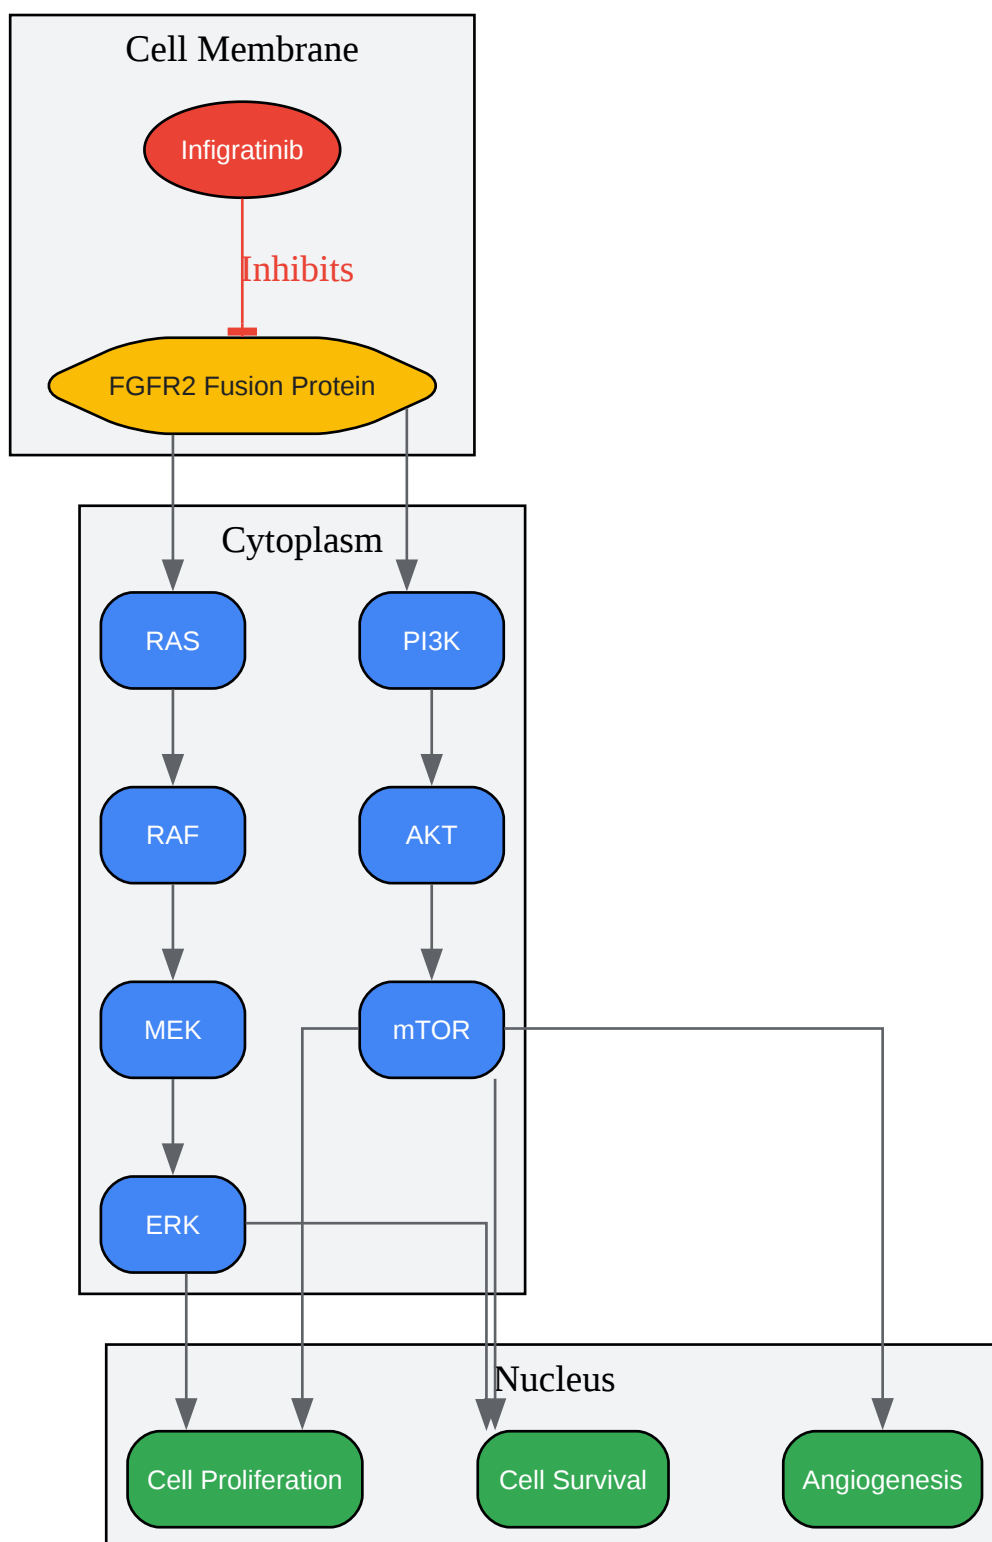 Cell Membrane
Infigratinib
Inhibits
FGFR2 Fusion Protein
Cytoplasm
RAS
PI3K
RAF
AKT
MEK
mTOR
ERK
Nucleus
Cell Proliferation
Cell Survival
Angiogenesis